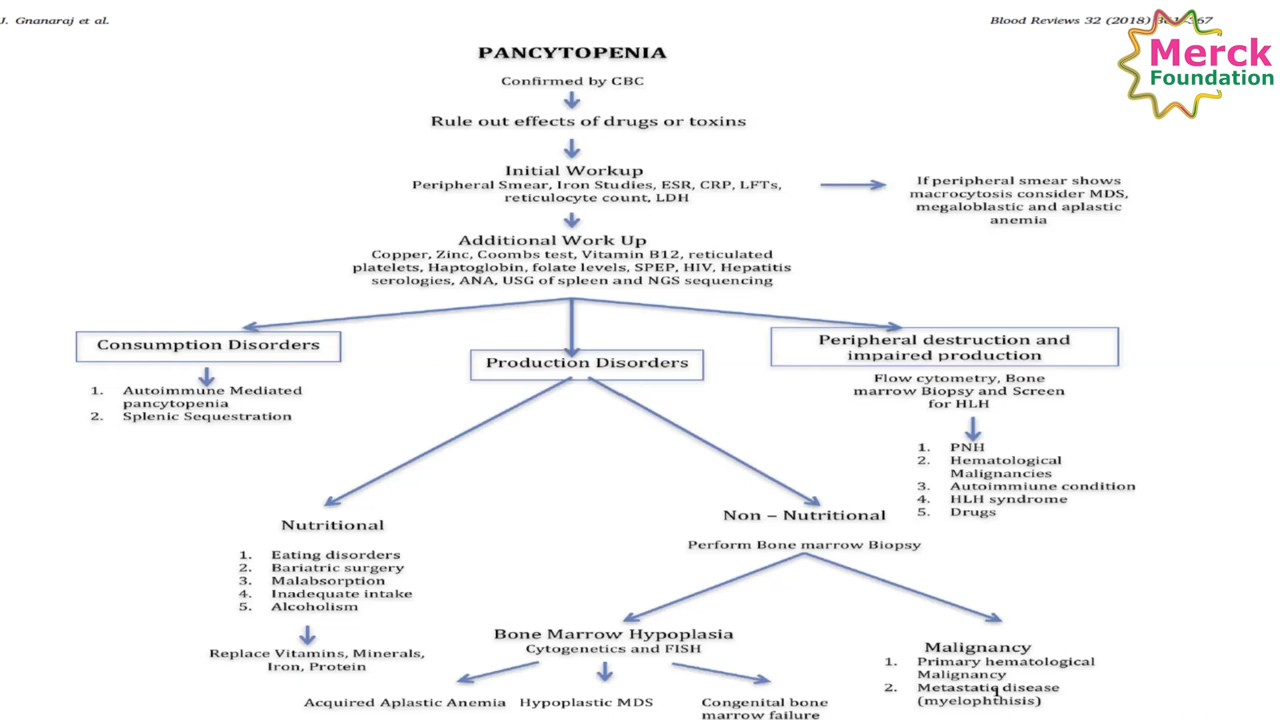 J. Gnanaraj et al.
Blood Reviews 32 (2018) 361–367
Merck
Foundation
PANCYTOPENIA
Confirmed by CBC
Rule out effects of drugs or toxins
Initial Workup
Peripheral Smear, Iron Studies, ESR, CRP, LFTs,
reticulocyte count, LDH
If peripheral smear shows
macrocytosis consider MDS,
megaloblastic and aplastic
anemia
Additional Work Up
Copper, Zinc, Coombs test, Vitamin B12, reticulated
platelets, Haptoglobin, folate levels, SPEP, HIV, Hepatitis
serologies, ANA, USG of spleen and NGS sequencing
Consumption Disorders
1. Autoimmune Mediated
pancytopenia
2. Splenic Sequestration
Production Disorders
Peripheral destruction and
impaired production
Flow cytometry, Bone
marrow Biopsy and Screen
for HLH
1. PNH
2. Hematological
Malignancies
3. Autoimmiune condition
4. HLH syndrome
5. Drugs
Nutritional
1. Eating disorders
2. Bariatric surgery
3. Malabsorption
4. Inadequate intake
5. Alcoholism
Replace Vitamins, Minerals,
Iron, Protein
Non – Nutritional
Perform Bone marrow Biopsy
Bone Marrow Hypoplasia
Cytogenetics and FISH
Acquired Aplastic Anemia
Hypoplastic MDS
Congenital bone
marrow failure
Malignancy
1. Primary hematological
Malignancy
2. Metastatic disease
(myelophthisis)
1